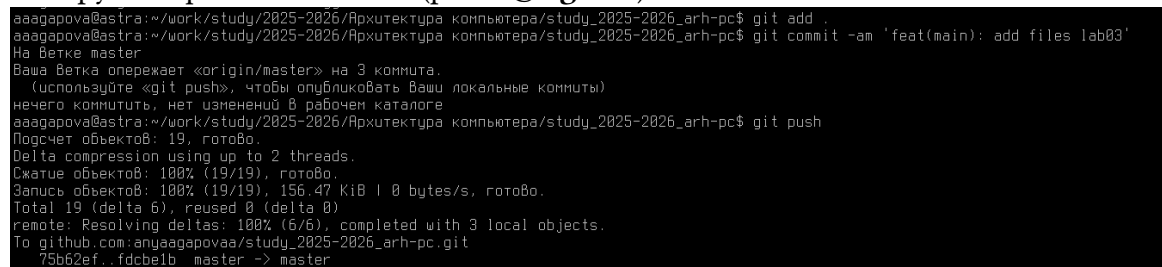 aaagapova@astra:~/work/study/2025-2026/Архитектура компьютера/study_2025-2026_arh-pc$ git add .
aaagapova@astra:~/work/study/2025-2026/Архитектура компьютера/study_2025-2026_arh-pc$ git commit -am 'feat(main): add files lab03'
На ветке master
Ваша ветка опережает «origin/master» на 3 коммита.
(используйте «git push», чтобы опубликовать ваши локальные коммиты)
нечего коммитить, нет изменений в рабочем каталоге
aaagapova@astra:~/work/study/2025-2026/Архитектура компьютера/study_2025-2026_arh-pc$ git push
Подсчет объектов: 19, готово.
Delta compression using up to 2 threads.
Сжатие объектов: 100% (19/19), готово.
Запись объектов: 100% (19/19), 156.47 KiB | 0 bytes/s, готово.
Total 19 (delta 6), reused 0 (delta 0)
remote: Resolving deltas: 100% (6/6), completed with 3 local objects.
To github.com:anyaagapovaa/study_2025-2026_arh-pc.git
75b62ef..fdcbe1b master -> master